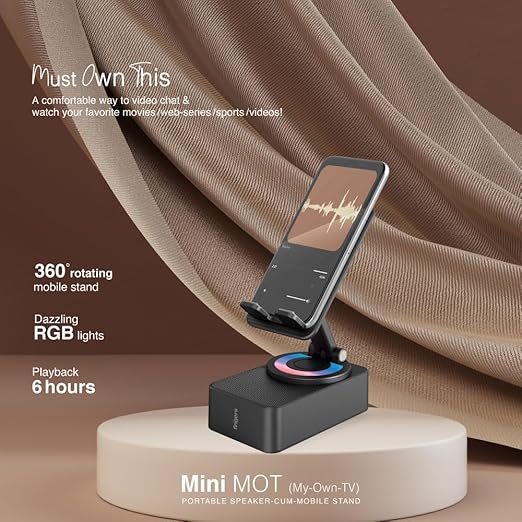 Must Own This
A comfortable way to video chat &
watch your favorite movies/web-series/sports/videos!
360° rotating
mobile stand
Dazzling
RGB lights
Playback
6 hours
fingers
Mini MOT (My-Own-TV)
PORTABLE SPEAKER-CUM-MOBILE STAND